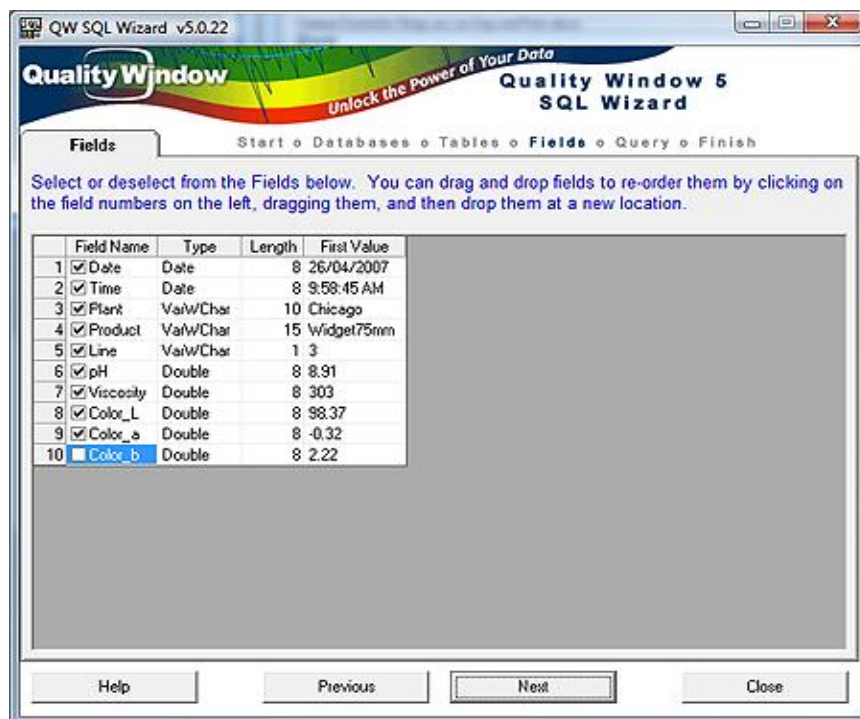 QW SQL Wizard v5.0.22
Quality Window
Unlock the Power of Your Data
Quality Window 5
SQL Wizard
Fields
Start o Databases o Tables o Fields o Query o Finish
Select or deselect from the Fields below. You can drag and drop fields to re-order them by clicking on
the field numbers on the left, dragging them, and then drop them at a new location.
Field Name Type Length First Value
1 Date Date 8 26/04/2007
2 Time Date 8 9:58:45 AM
3 Plant VarWChar 10 Chicago
4 Product VarWChar 15 Widget75mm
5 Line VarWChar 1 3
6 pH Double 8 8.91
7 Viscosity Double 8 303
8 Color_L Double 8 98.37
9 Color_a Double 8 -0.32
10 Color_b Double 8 2.22
Help Previous Next Close